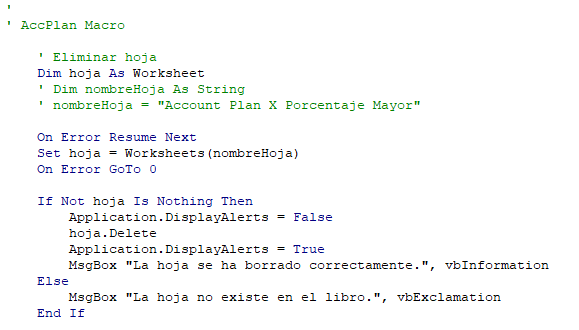 '
' AccPlan Macro
' Eliminar hoja
Dim hoja As Worksheet
' Dim nombreHoja As String
' nombreHoja = "Account Plan X Porcentaje Mayor"
On Error Resume Next
Set hoja = Worksheets(nombreHoja)
On Error GoTo 0
If Not hoja Is Nothing Then
Application.DisplayAlerts = False
hoja.Delete
Application.DisplayAlerts = True
MsgBox "La hoja se ha borrado correctamente.", vbInformation
Else
MsgBox "La hoja no existe en el libro.", vbExclamation
End If